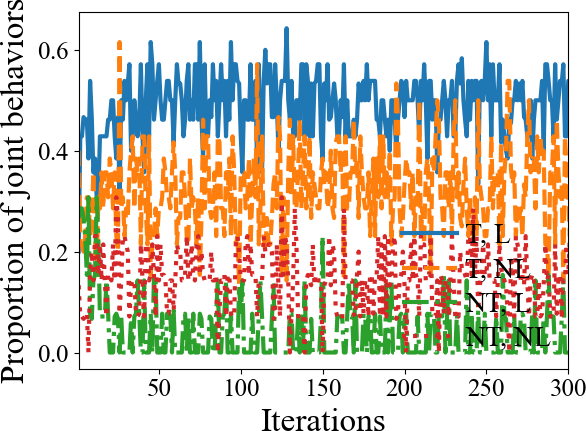 Proportion of joint behaviors
0.6
0.4
0.2
0.0
T, L
T, NL
NT, L
NT, NL
50 100 150 200 250 300
Iterations